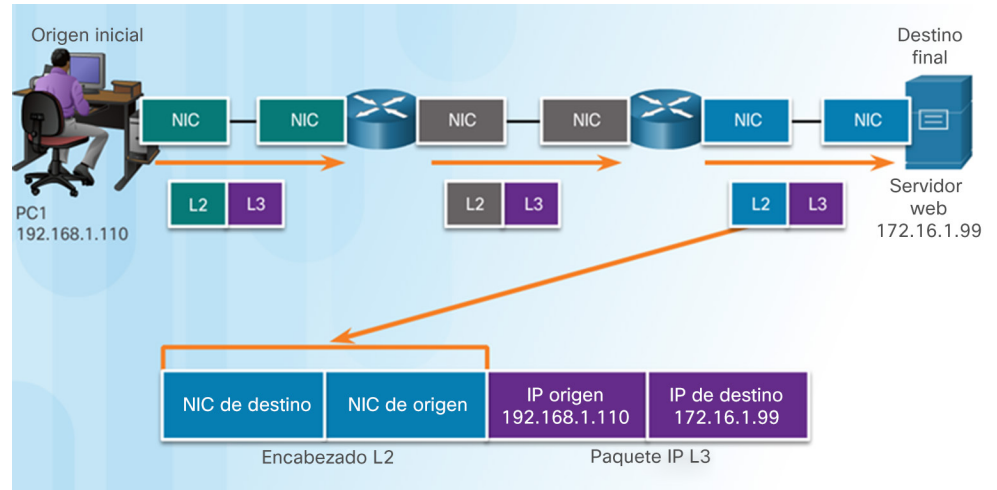 Origen inicial
Destino
final
NIC
NIC
NIC
NIC
NIC
NIC
L2
L3
L2
L3
L2
L3
PC1
192.168.1.110
Servidor
web
172.16.1.99
NIC de destino
NIC de origen
IP origen
192.168.1.110
IP de destino
172.16.1.99
Encabezado L2
Paquete IP L3